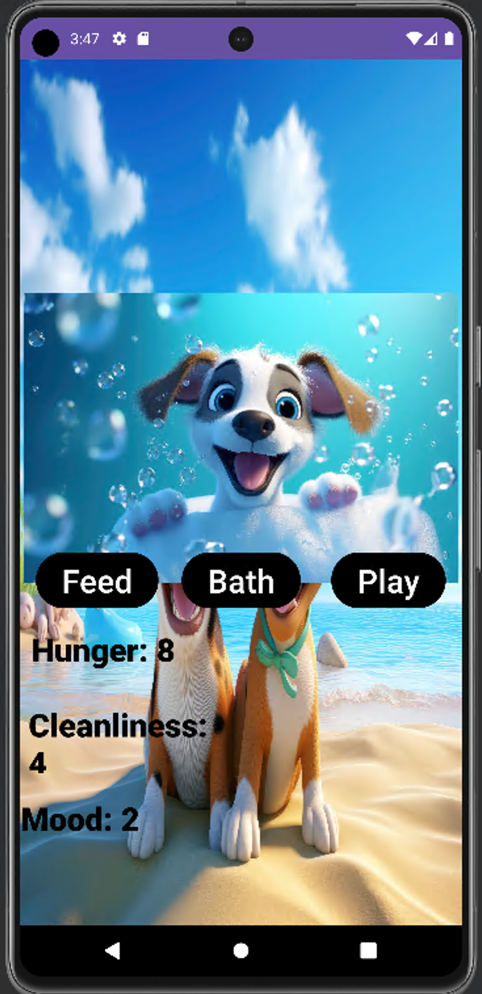 3:47
Feed Bath Play
Hunger: 8
Cleanliness:
4
Mood: 2